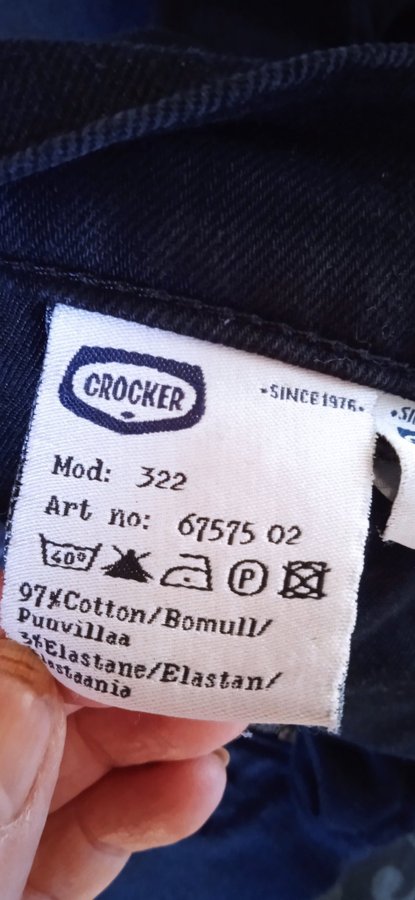 CROCKER
•SINCE 1976•
Mod: 322
Art no: 67575 02
40°
P
97%Cotton/Bomull/
Puuvillaa
3%Elastane/Elastan/